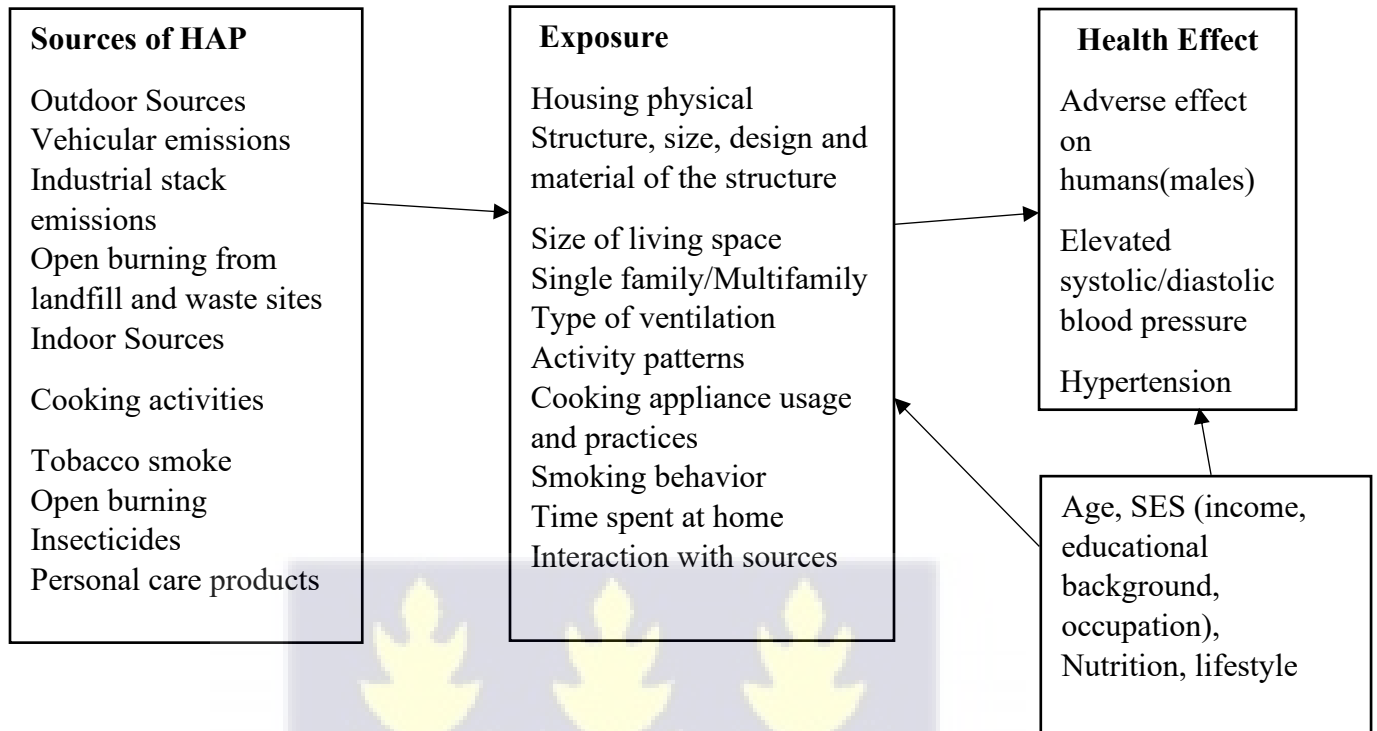 Sources of HAP
Outdoor Sources
Vehicular emissions
Industrial stack
emissions
Open burning from
landfill and waste sites
Indoor Sources
Cooking activities
Tobacco smoke
Open burning
Insecticides
Personal care products
Exposure
Housing physical
Structure, size, design and
material of the structure
Size of living space
Single family/Multifamily
Type of ventilation
Activity patterns
Cooking appliance usage
and practices
Smoking behavior
Time spent at home
Interaction with sources
Health Effect
Adverse effect
on
humans(males)
Elevated
systolic/diastolic
blood pressure
Hypertension
Age, SES (income,
educational
background,
occupation),
Nutrition, lifestyle